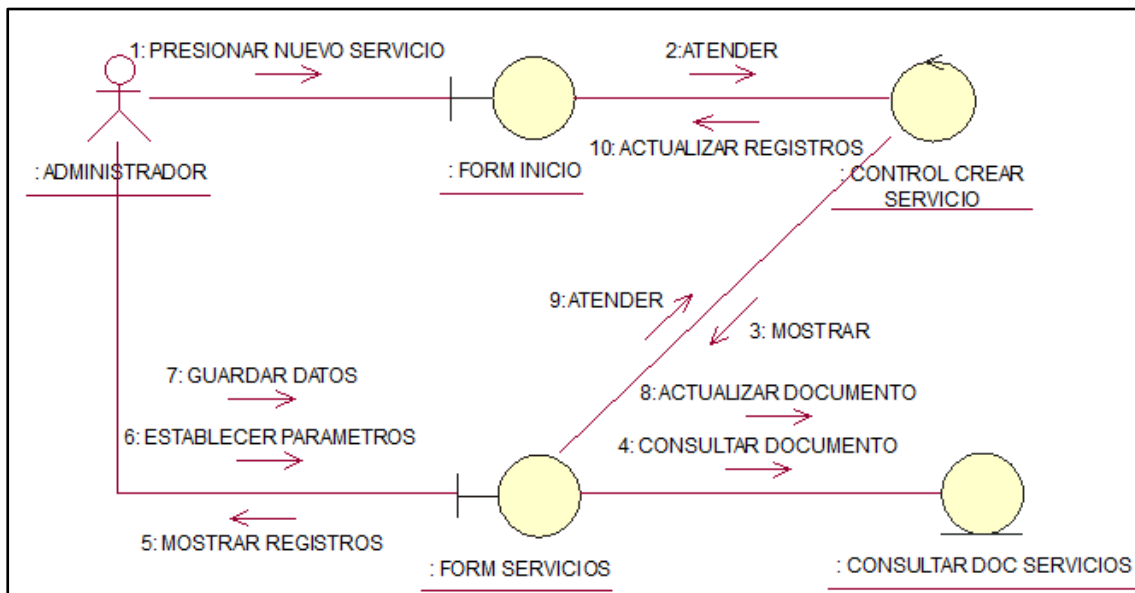 1: PRESIONAR NUEVO SERVICIO
2:ATENDER
10: ACTUALIZAR REGISTROS
: ADMINISTRADOR
: FORM INICIO
: CONTROL CREAR
SERVICIO
9:ATENDER
3: MOSTRAR
7: GUARDAR DATOS
8: ACTUALIZAR DOCUMENTO
6: ESTABLECER PARAMETROS
4: CONSULTAR DOCUMENTO
5: MOSTRAR REGISTROS
: FORM SERVICIOS
: CONSULTAR DOC SERVICIOS